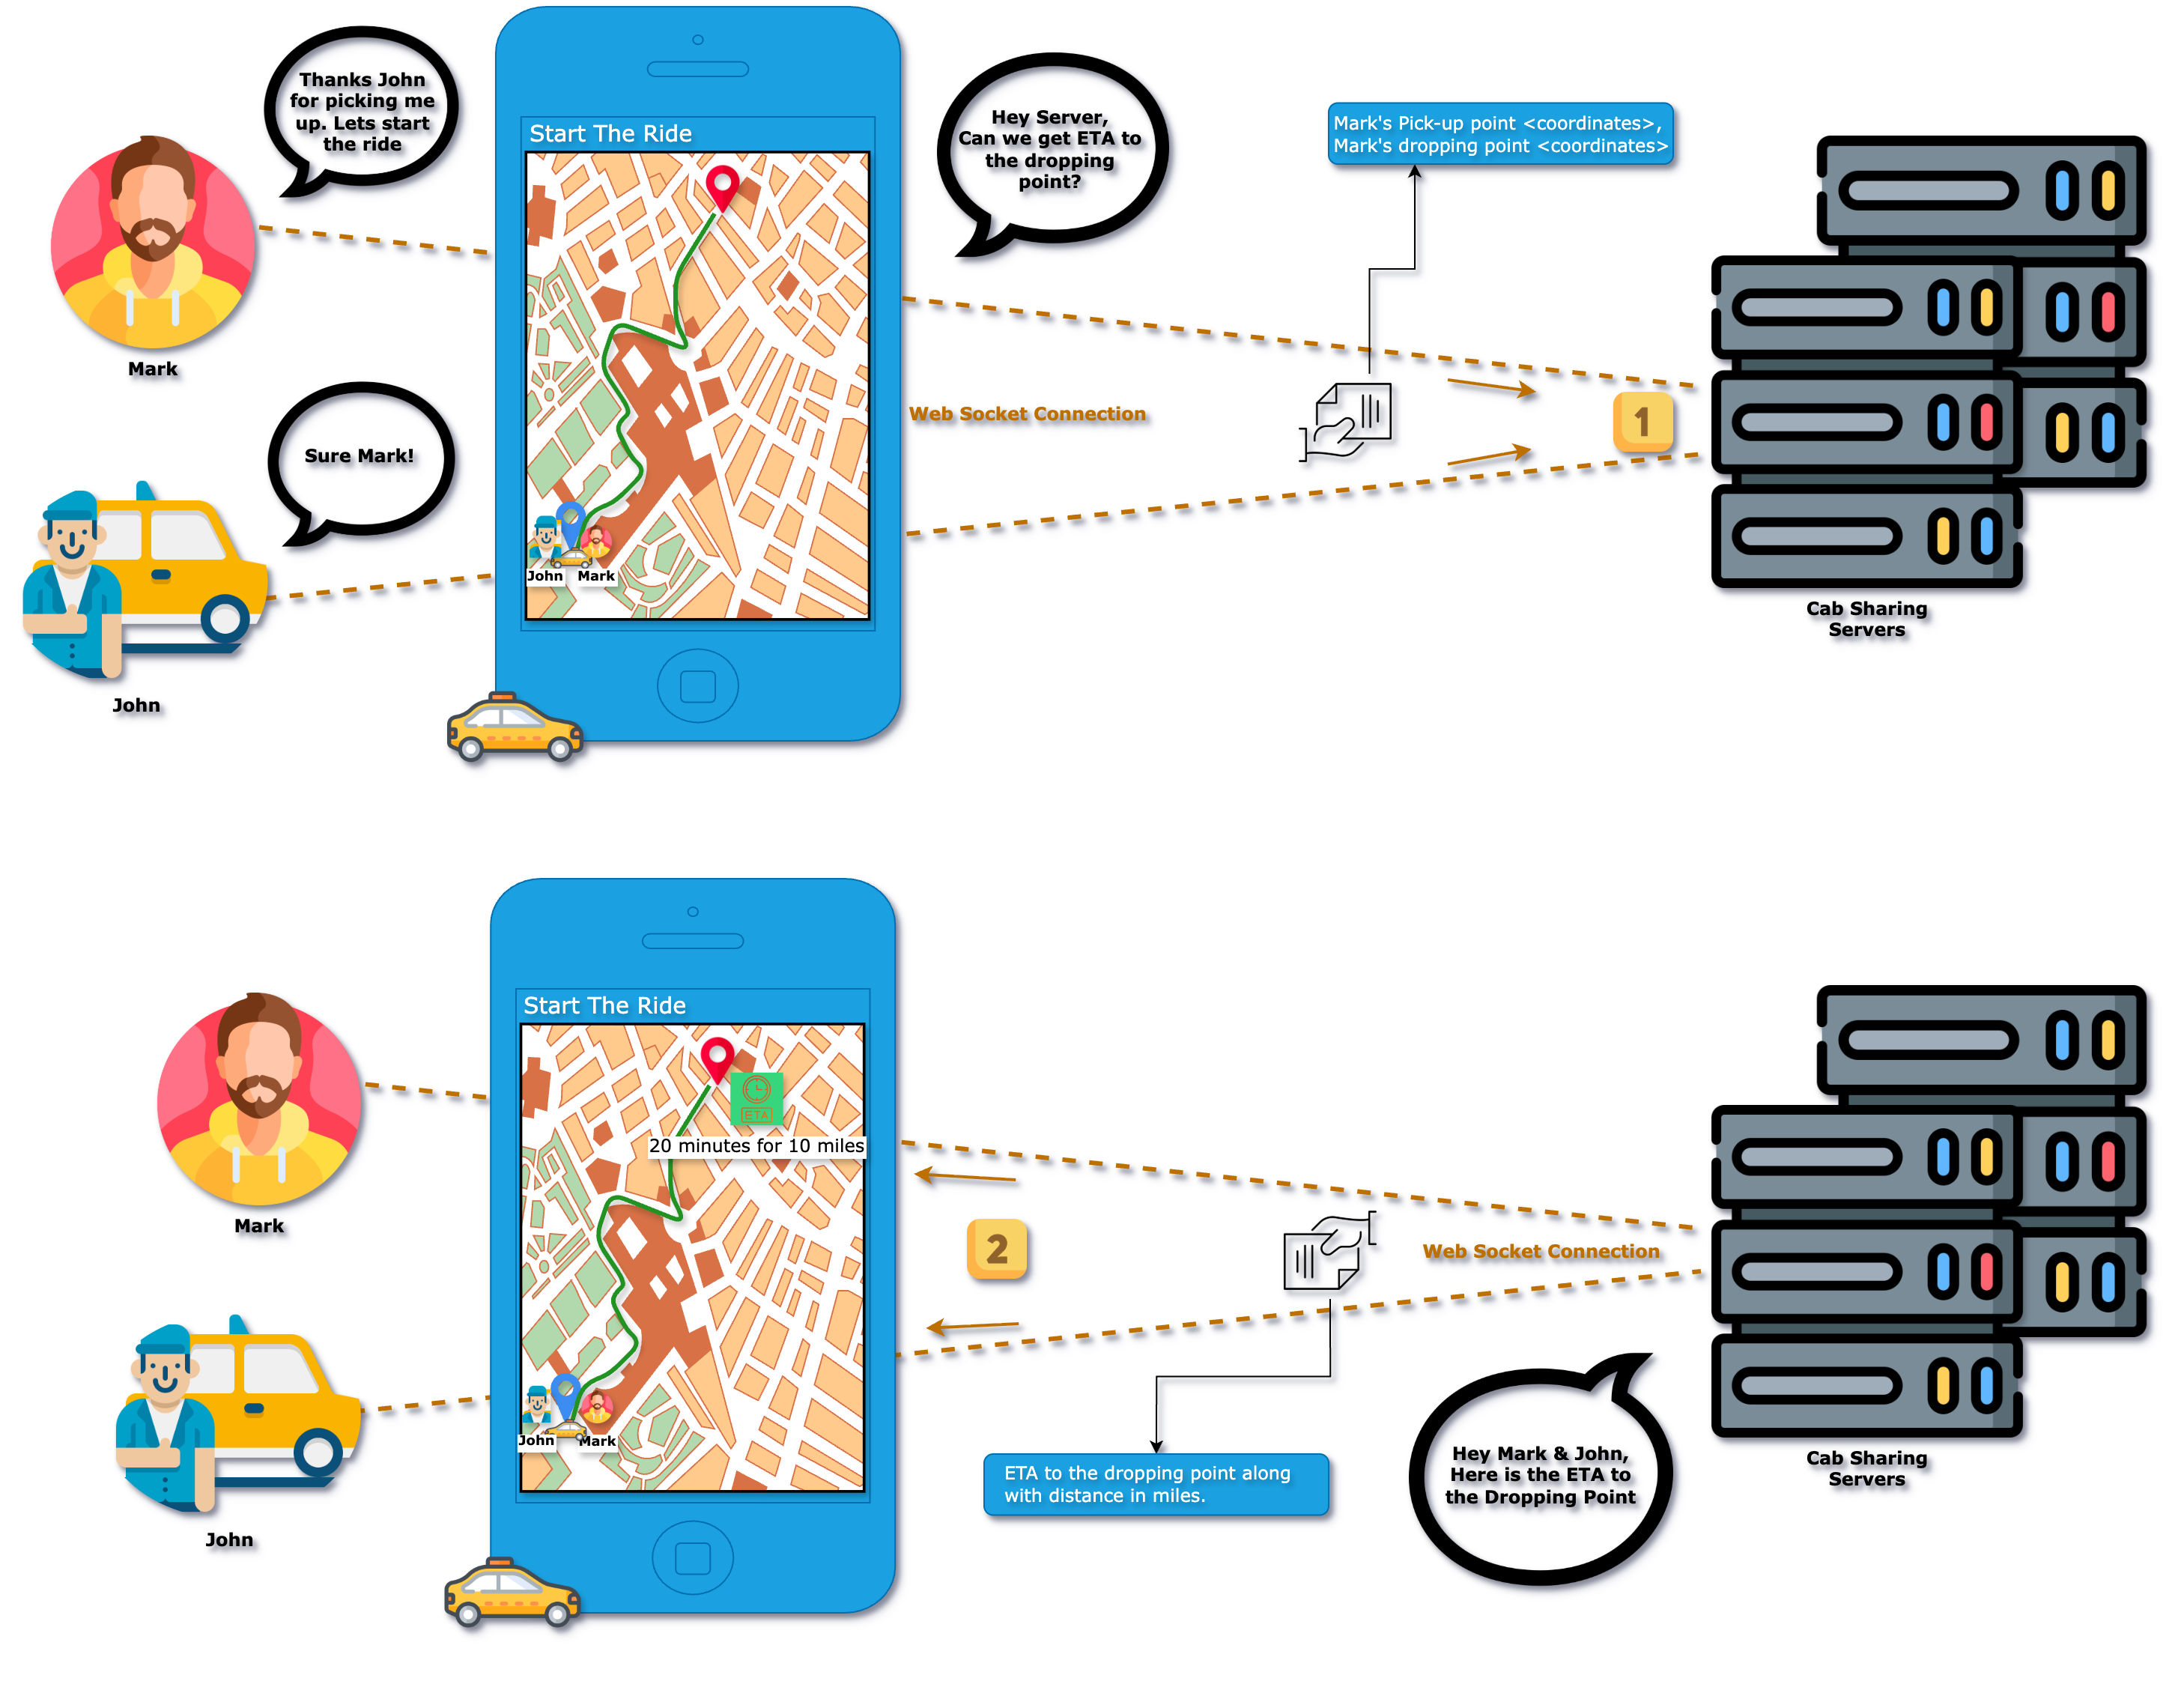 Thanks John
for picking me
up. Lets start
the ride
Mark
Sure Mark!
John
Start The Ride
John
Mark
Hey Server,
Can we get ETA to
the dropping
point?
Web Socket Connection
Mark's Pick-up point <coordinates>,
Mark's dropping point <coordinates>
1
Cab Sharing
Servers
Mark
John
Start The Ride
ETA
20 minutes for 10 miles
John
Mark
2
Web Socket Connection
ETA to the dropping point along
with distance in miles.
Hey Mark & John,
Here is the ETA to
the Dropping Point
Cab Sharing
Servers